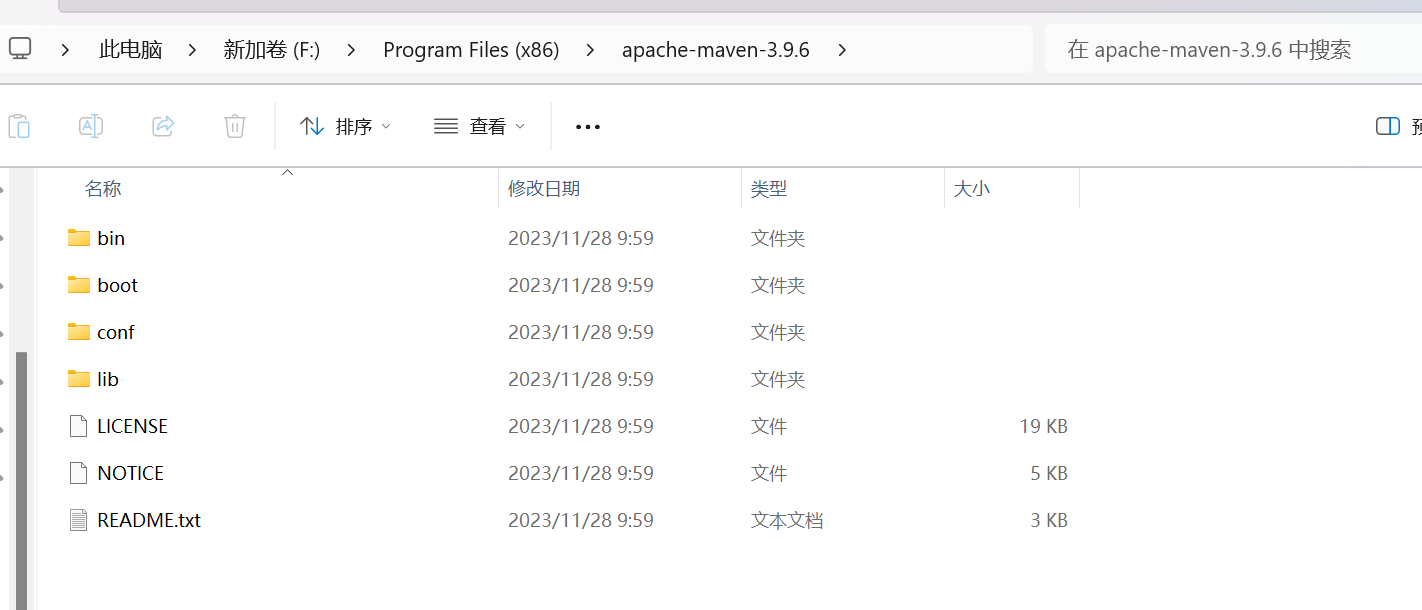 此电脑 新加卷 (F:) Program Files (x86) apache-maven-3.9.6 在 apache-maven-3.9.6 中搜索
A 排序 查看 ••• 预
名称 修改日期 类型 大小
bin 2023/11/28 9:59 文件夹
boot 2023/11/28 9:59 文件夹
conf 2023/11/28 9:59 文件夹
lib 2023/11/28 9:59 文件夹
LICENSE 2023/11/28 9:59 文件 19 KB
NOTICE 2023/11/28 9:59 文件 5 KB
README.txt 2023/11/28 9:59 文本文档 3 KB